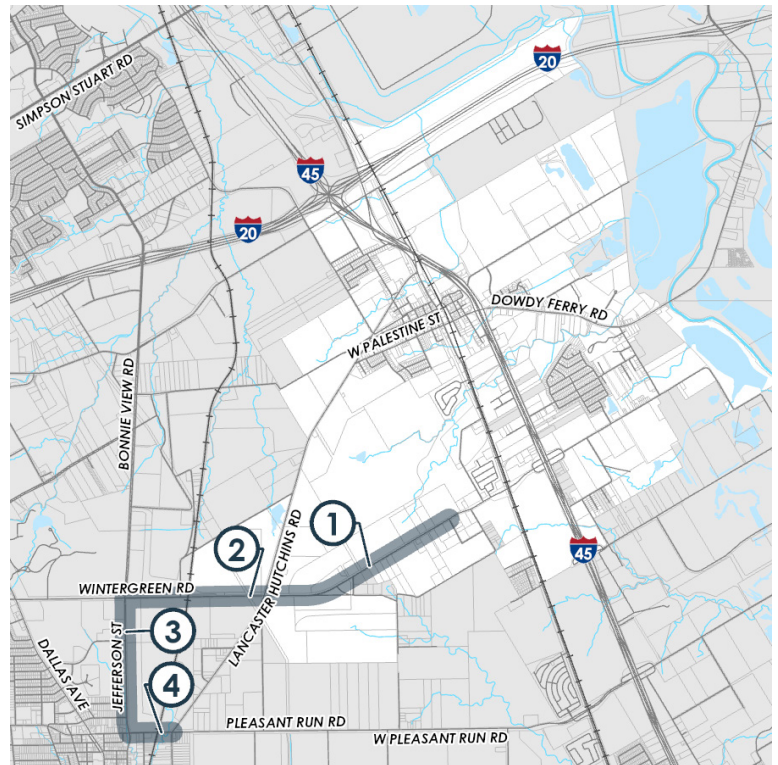 20
SIMPSON STUART RD
45
20
DOWDY FERRY RD
W PALESTINE ST
BONNIE VIEW RD
LANCASTER HUTCHINS RD
1
2
45
WINTERGREEN RD
3
JEFFERSON ST
DALLAS AVE
4
PLEASANT RUN RD
W PLEASANT RUN RD